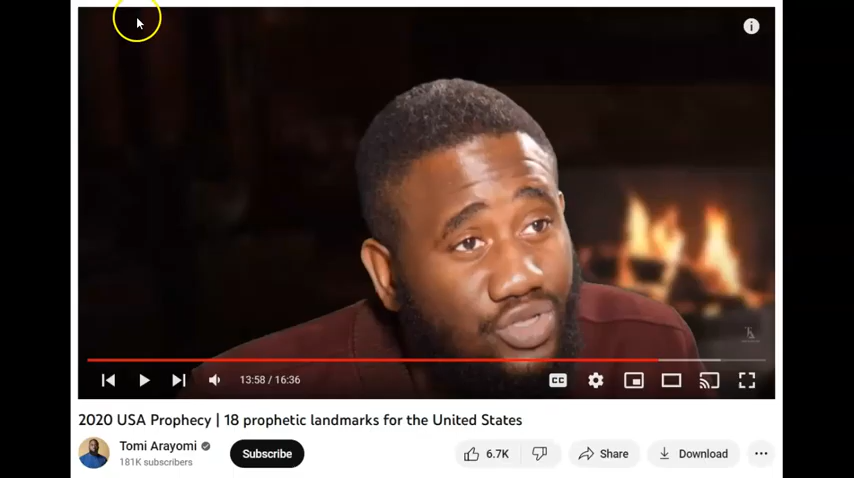 13:58 / 16:36
CC
2020 USA Prophecy | 18 prophetic landmarks for the United States
Tomi Arayomi
181K subscribers
Subscribe
6.7K
Share
Download